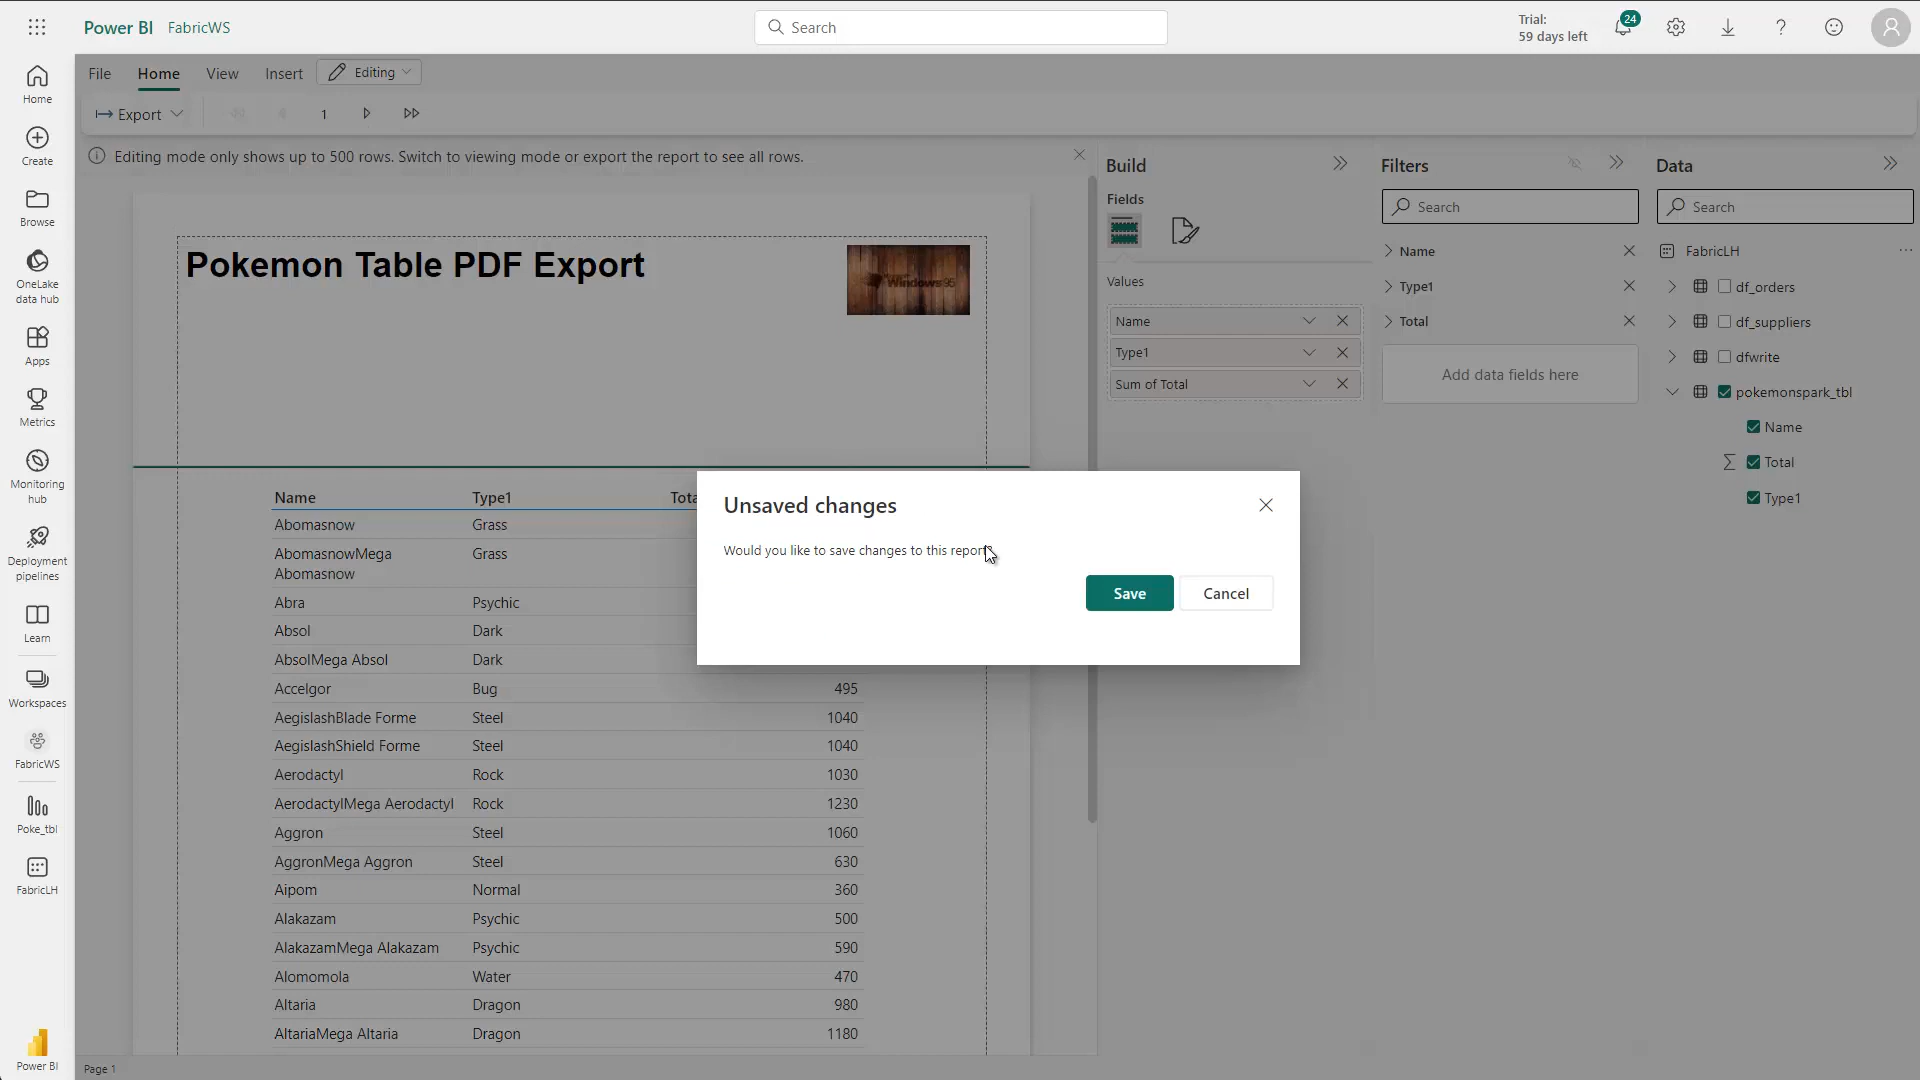 Power BI FabricWS
Search
Trial:
59 days left
24
File Home View Insert Editing
Export 1
Home
Create
Browse
OneLake
data hub
Apps
Metrics
Monitoring
hub
Deployment
pipelines
Learn
Workspaces
FabricWS
Poke_tbl
FabricLH
Power BI
Editing mode only shows up to 500 rows. Switch to viewing mode or export the report to see all rows.
Pokemon Table PDF Export
Windows 95
Name Type1
Abomasnow Grass
AbomasnowMega Grass
Abomasnow
Abra Psychic
Absol Dark
AbsolMega Absol Dark
Accelgor Bug 495
AegislashBlade Forme Steel 1040
AegislashShield Forme Steel 1040
Aerodactyl Rock 1030
AerodactylMega Aerodactyl Rock 1230
Aggron Steel 1060
AggronMega Aggron Steel 630
Aipom Normal 360
Alakazam Psychic 500
AlakazamMega Alakazam Psychic 590
Alomomola Water 470
Altaria Dragon 980
AltariaMega Altaria Dragon 1180
Page 1
Unsaved changes
Would you like to save changes to this report?
Save Cancel
Build
Fields
Values
Name
Type1
Sum of Total
Filters
Search
Name
Type1
Total
Add data fields here
Data
Search
FabricLH
df_orders
df_suppliers
dfwrite
pokemonspark_tbl
Name
Total
Type1